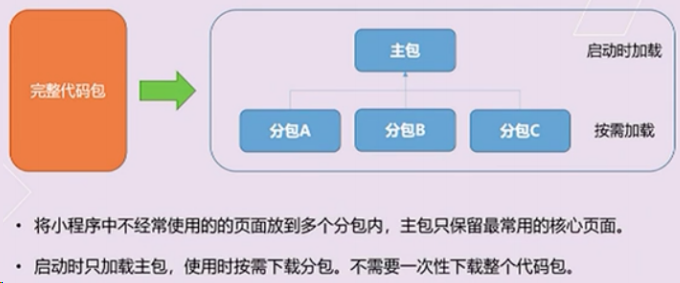 完整代码包
主包
启动时加载
分包A
分包B
分包C
按需加载
• 将小程序中不经常使用的的页面放到多个分包内，主包只保留最常用的核心页面。
• 启动时只加载主包，使用时按需下载分包。不需要一次性下载整个代码包。